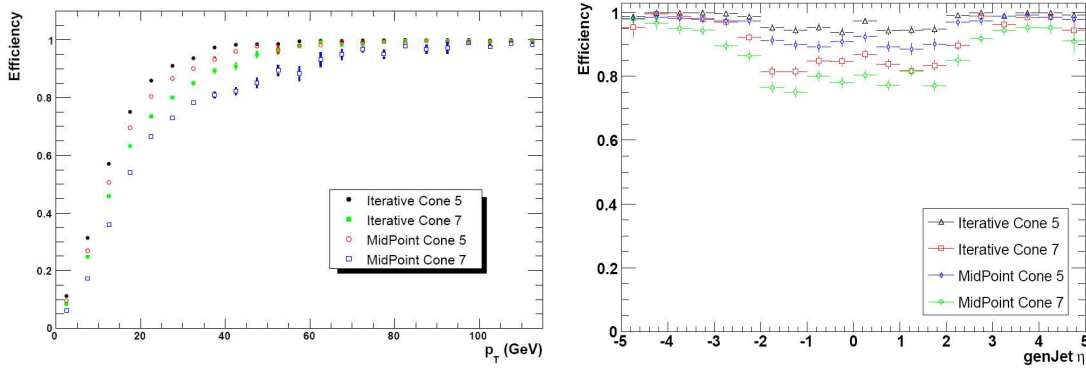 Efficiency
1
0.8
0.6
0.4
0.2
0
0 20 40 60 80 100
p_T (GeV)
Iterative Cone 5
Iterative Cone 7
MidPoint Cone 5
MidPoint Cone 7
Efficiency
1
0.8
0.6
0.4
0.2
0
-5 -4 -3 -2 -1 0 1 2 3 4 5
genJet η
Iterative Cone 5
Iterative Cone 7
MidPoint Cone 5
MidPoint Cone 7